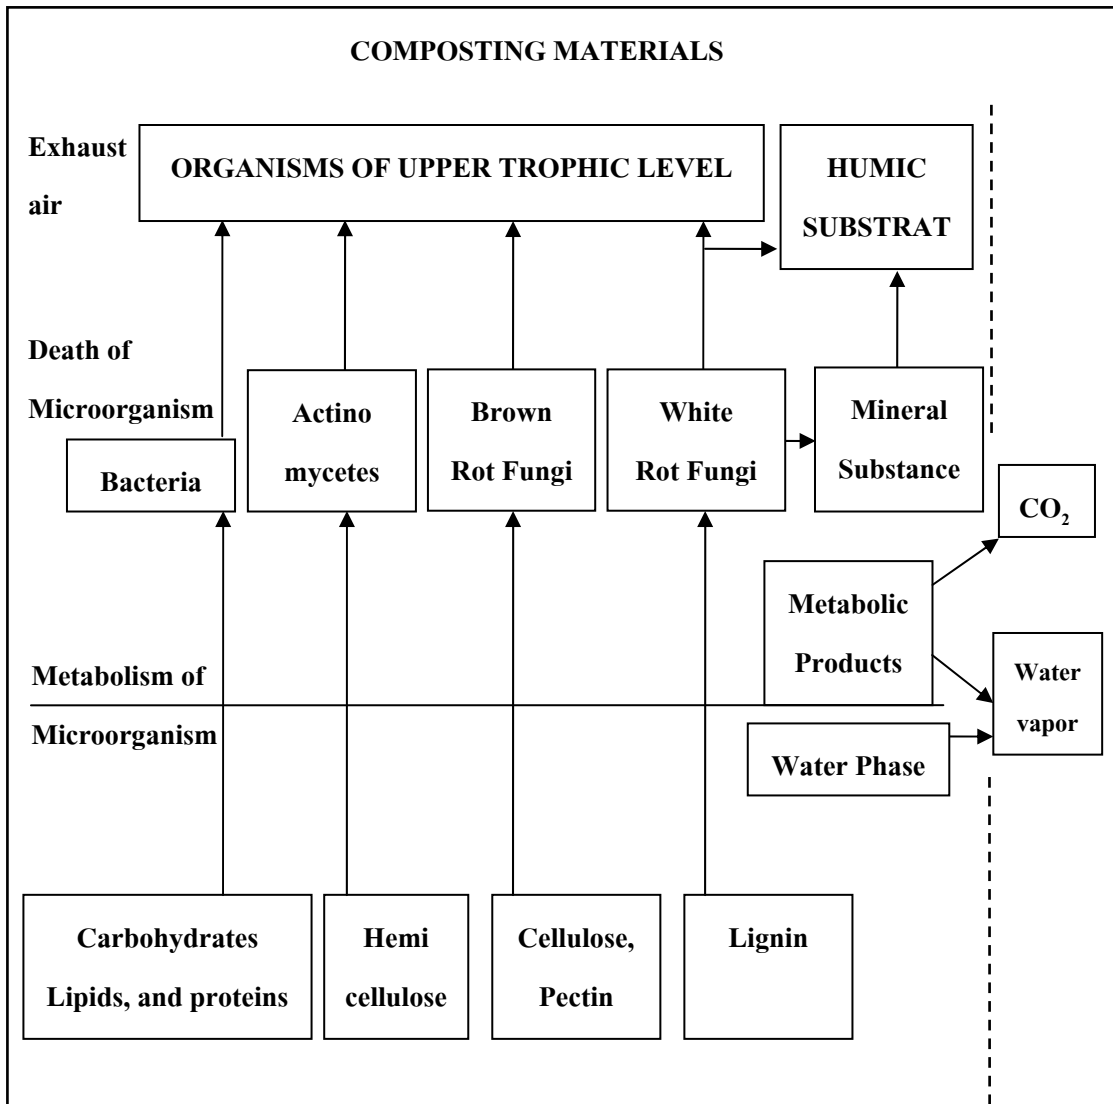 COMPOSTING MATERIALS
Exhaust
air
ORGANISMS OF UPPER TROPHIC LEVEL
HUMIC
SUBSTRAT
Death of
Microorganism
Bacteria
Actino
mycetes
Brown
Rot Fungi
White
Rot Fungi
Mineral
Substance
CO₂
Metabolic
Products
Metabolism of
Microorganism
Water
vapor
Water Phase
Carbohydrates
Lipids, and proteins
Hemi
cellulose
Cellulose,
Pectin
Lignin